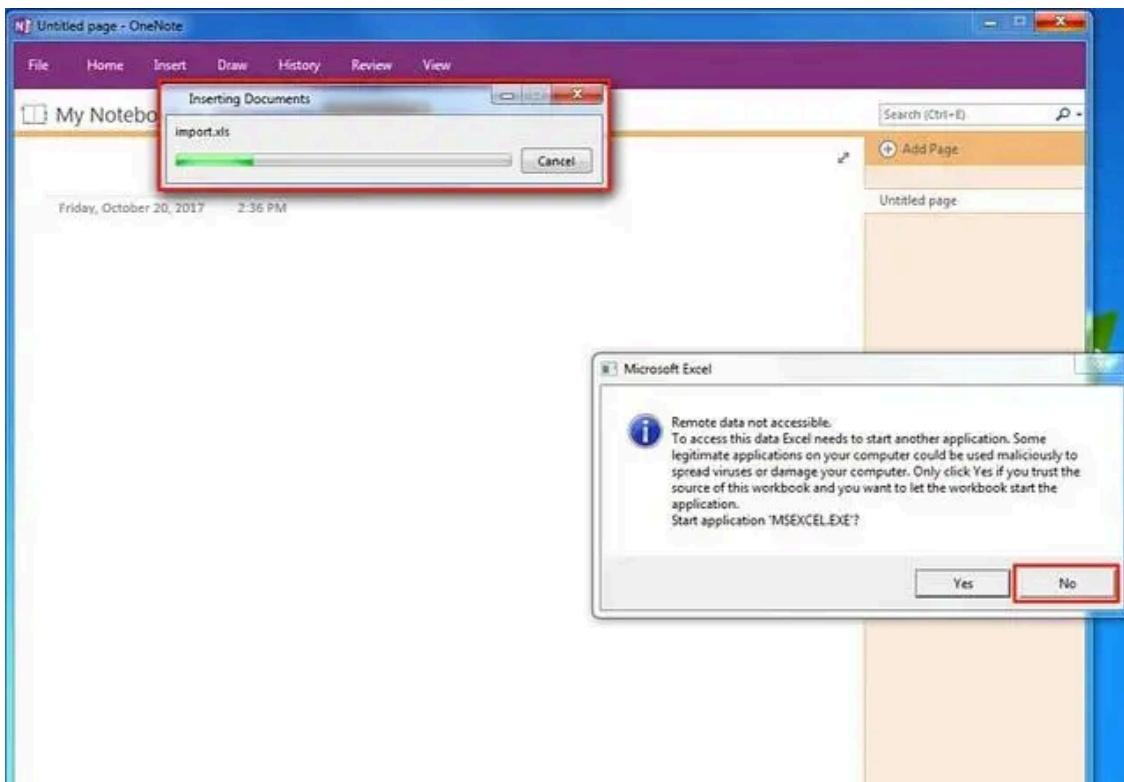 Untitled page - OneNote
File Home Insert Draw History Review View
Inserting Documents
My Notebo
Search (Ctrl+E)
import.xls
Cancel
Add Page
Friday, October 20, 2017 2:36 PM
Untitled page
Microsoft Excel
Remote data not accessible.
To access this data Excel needs to start another application. Some
legitimate applications on your computer could be used maliciously to
spread viruses or damage your computer. Only click Yes if you trust the
source of this workbook and you want to let the workbook start the
application.
Start application 'MSEXCEL.EXE'?
Yes No